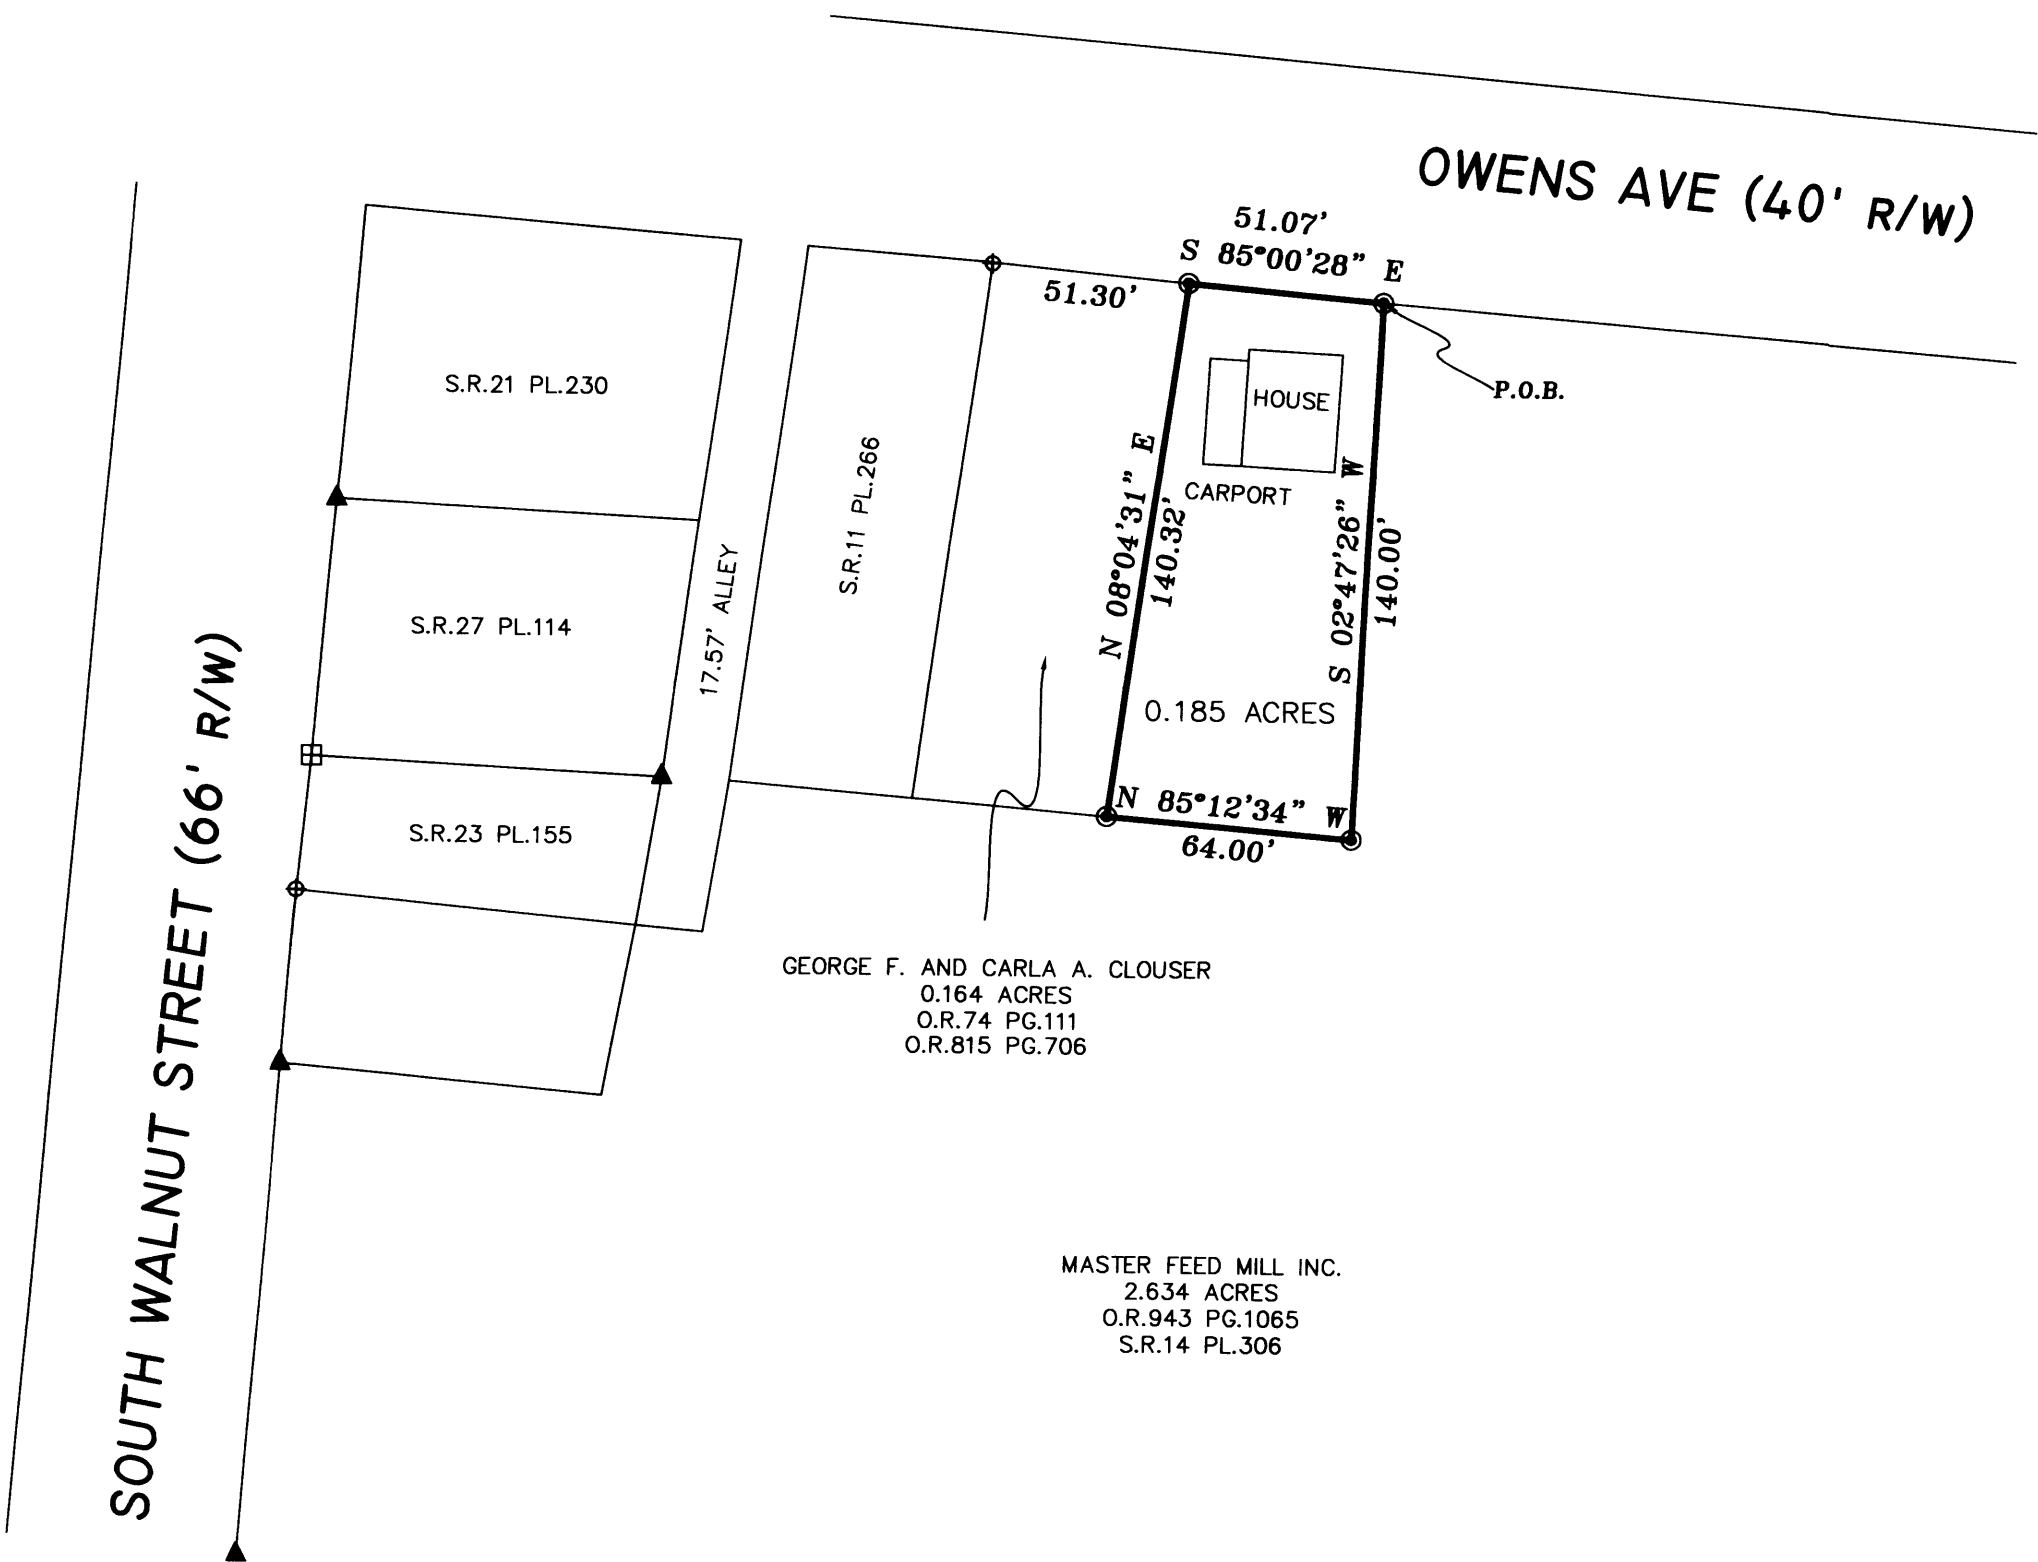 OWENS AVE (40' R/W)
51.07'
S 85°00'28" E
51.30'
S.R.21 PL.230
HOUSE
P.O.B.
CARPORT
N 08°04'31" E
140.32'
S 02°47'26" W
140.00'
S.R.11 PL.266
17.57' ALLEY
S.R.27 PL.114
0.185 ACRES
N 85°12'34" W
64.00'
S.R.23 PL.155
SOUTH WALNUT STREET (66' R/W)
GEORGE F. AND CARLA A. CLOUSER
0.164 ACRES
O.R.74 PG.111
O.R.815 PG.706
MASTER FEED MILL INC.
2.634 ACRES
O.R.943 PG.1065
S.R.14 PL.306